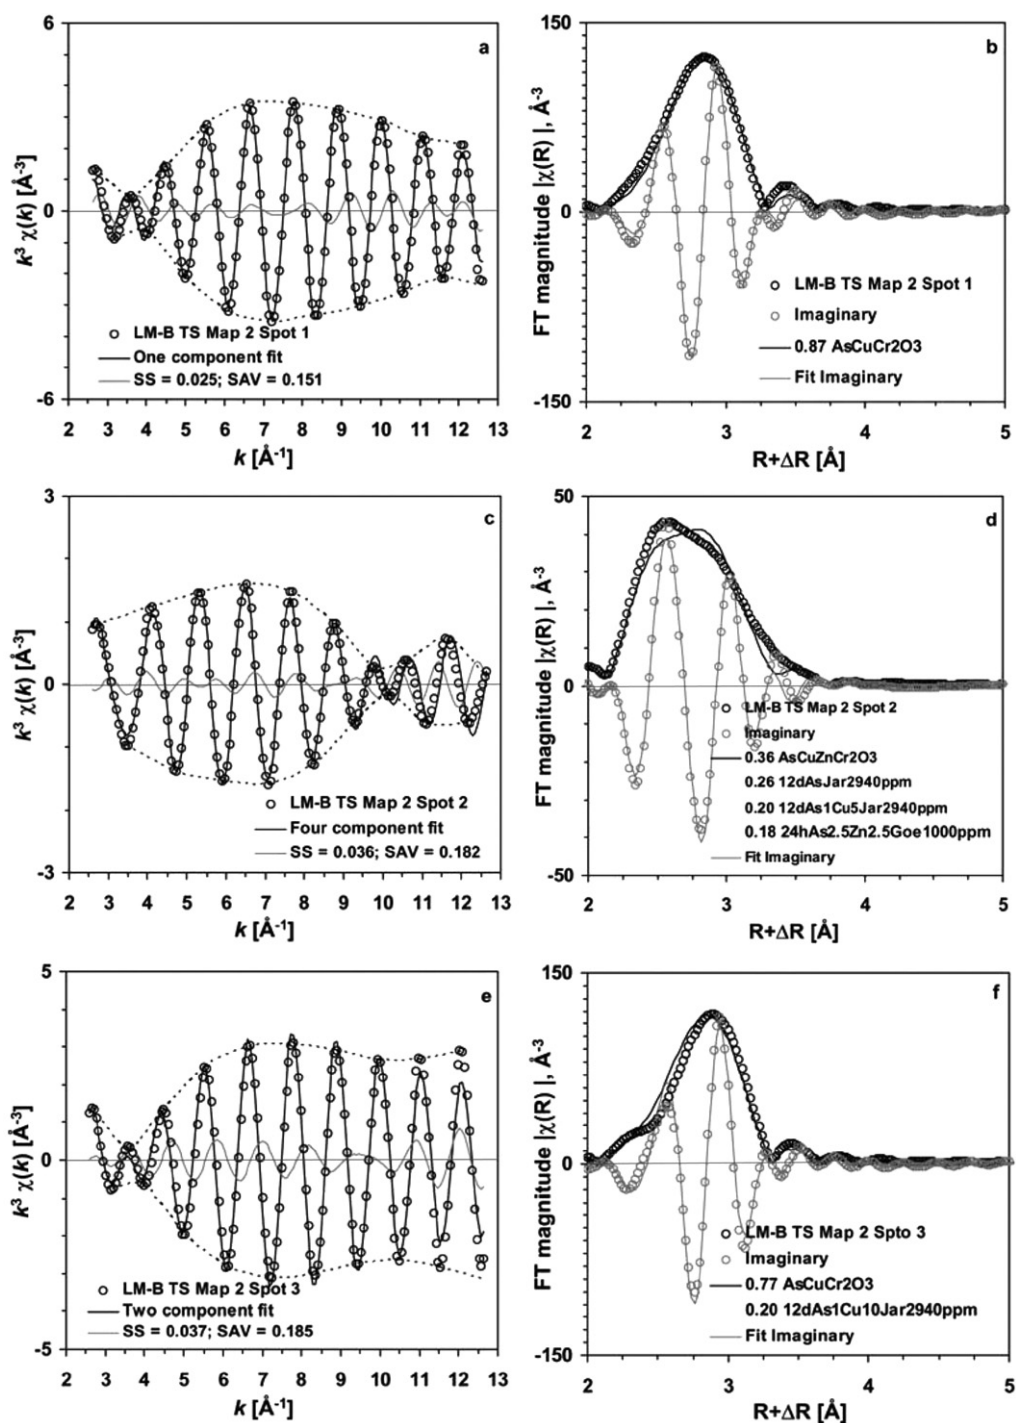 6
a
k³ χ(k) [Å⁻³]
0
LM-B TS Map 2 Spot 1
One component fit
SS = 0.025; SAV = 0.151
-6
2 3 4 5 6 7 8 9 10 11 12 13
k [Å⁻¹]
150
b
FT magnitude |χ(R) |, Å⁻³
0
LM-B TS Map 2 Spot 1
Imaginary
0.87 AsCuCr2O3
Fit Imaginary
-150
2 3 4 5
R+ΔR [Å]
3
c
k³ χ(k) [Å⁻³]
0
LM-B TS Map 2 Spot 2
Four component fit
SS = 0.036; SAV = 0.182
-3
2 3 4 5 6 7 8 9 10 11 12 13
k [Å⁻¹]
50
d
FT magnitude |χ(R) |, Å⁻³
0
LM-B TS Map 2 Spot 2
Imaginary
0.36 AsCuZnCr2O3
0.26 12dAsJar2940ppm
0.20 12dAs1Cu5Jar2940ppm
0.18 24hAs2.5Zn2.5Goe1000ppm
Fit Imaginary
-50
2 3 4 5
R+ΔR [Å]
5
e
k³ χ(k) [Å⁻³]
0
LM-B TS Map 2 Spot 3
Two component fit
SS = 0.037; SAV = 0.185
-5
2 3 4 5 6 7 8 9 10 11 12 13
k [Å⁻¹]
150
f
FT magnitude |χ(R) |, Å⁻³
0
LM-B TS Map 2 Spto 3
Imaginary
0.77 AsCuCr2O3
0.20 12dAs1Cu10Jar2940ppm
Fit Imaginary
-150
2 3 4 5
R+ΔR [Å]